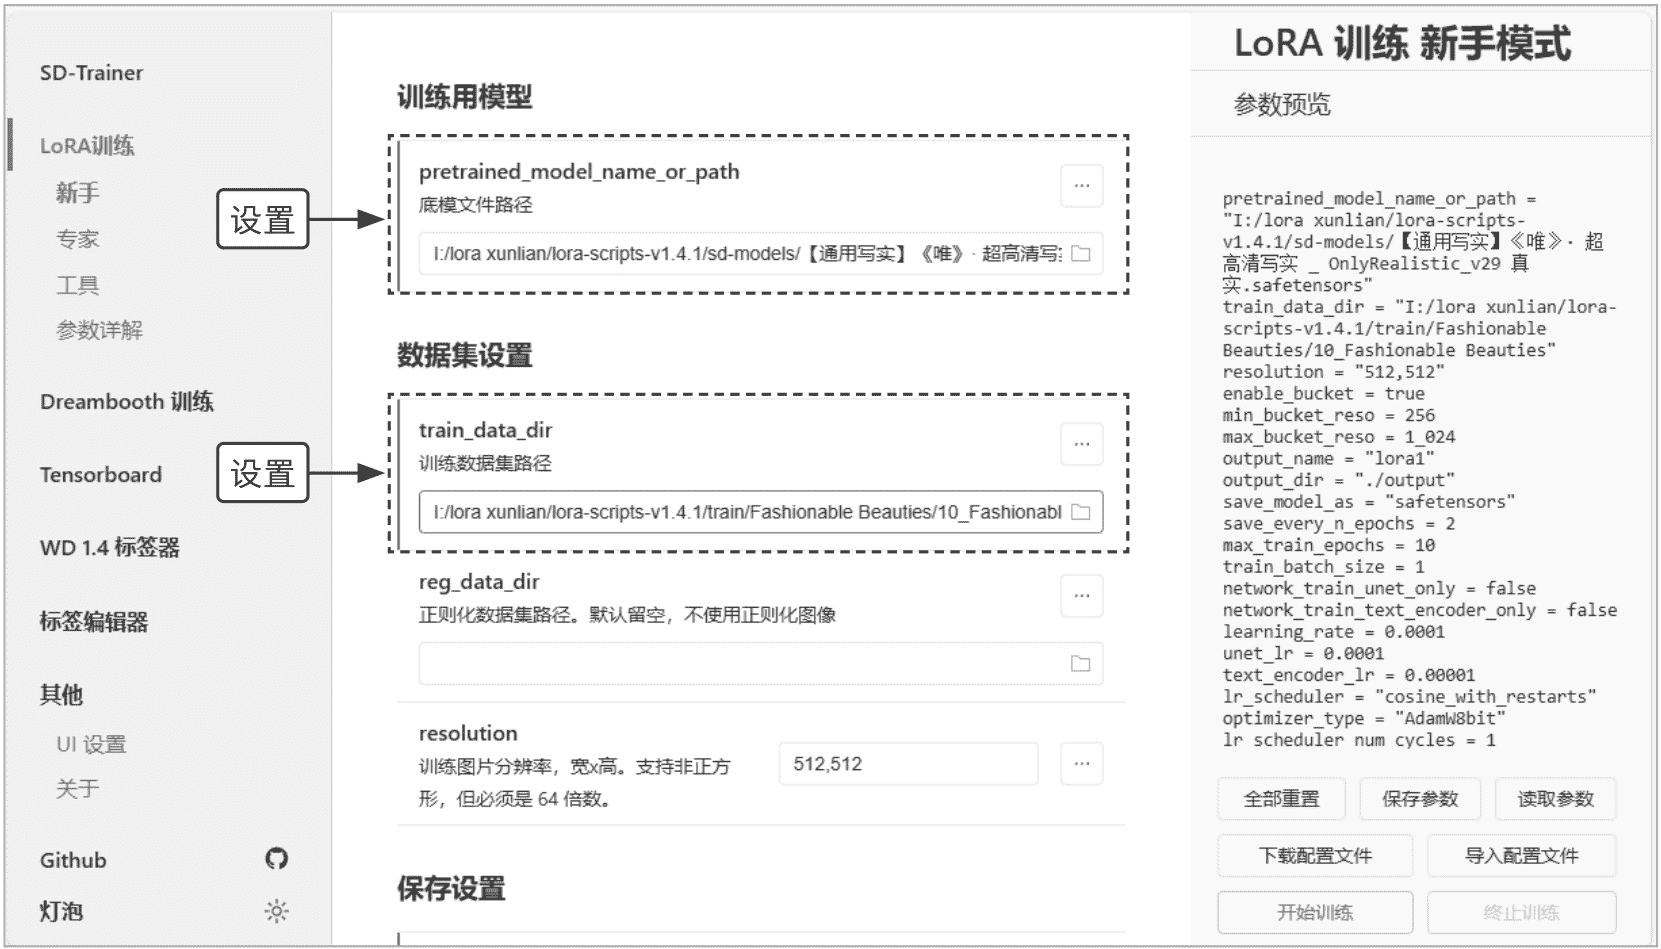 SD-Trainer
LoRA训练
新手
专家
工具
参数详解
Dreambooth 训练
Tensorboard
WD 1.4 标签器
标签编辑器
其他
UI 设置
关于
Github
灯泡
设置
设置
训练用模型
pretrained_model_name_or_path
底模文件路径
I:/lora xunlian/lora-scripts-v1.4.1/sd-models/【通用写实】《唯》· 超高清写
数据集设置
train_data_dir
训练数据集路径
I:/lora xunlian/lora-scripts-v1.4.1/train/Fashionable Beauties/10_Fashionabl
reg_data_dir
正则化数据集路径。默认留空，不使用正则化图像
resolution
训练图片分辨率，宽x高。支持非正方
形，但必须是 64 倍数。
512,512
保存设置
LoRA 训练 新手模式
参数预览
pretrained_model_name_or_path =
"I:/lora xunlian/lora-scripts-
v1.4.1/sd-models/【通用写实】《唯》· 超
高清写实 _ OnlyRealistic_v29 真
实.safetensors"
train_data_dir = "I:/lora xunlian/lora-
scripts-v1.4.1/train/Fashionable
Beauties/10_Fashionable Beauties"
resolution = "512,512"
enable_bucket = true
min_bucket_reso = 256
max_bucket_reso = 1_024
output_name = "lora1"
output_dir = "./output"
save_model_as = "safetensors"
save_every_n_epochs = 2
max_train_epochs = 10
train_batch_size = 1
network_train_unet_only = false
network_train_text_encoder_only = false
learning_rate = 0.0001
unet_lr = 0.0001
text_encoder_lr = 0.00001
lr_scheduler = "cosine_with_restarts"
optimizer_type = "AdamW8bit"
lr_scheduler_num_cycles = 1
全部重置
保存参数
读取参数
下载配置文件
导入配置文件
开始训练
终止训练